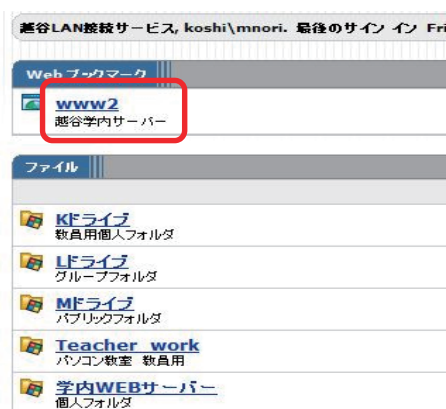 越谷LAN接続サービス, koshi\mnori. 最後のサイン イン Fri
Webブックマーク
www2
越谷学内サーバー
ファイル
Kドライブ
教員用個人フォルダ
Lドライブ
グループフォルダ
Mドライブ
パブリックフォルダ
Teacher_work
パソコン教室 教員用
学内WEBサーバー
個人フォルダ